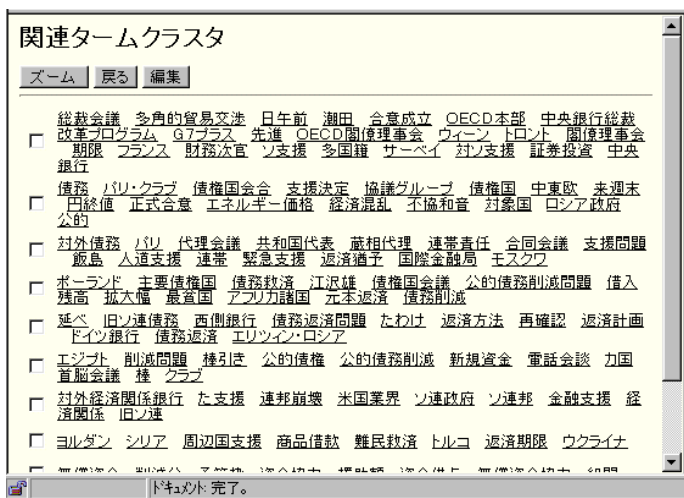 関連タームクラスタ
ズーム 戻る 編集
総裁会議 多角的貿易交渉 日午前 潮田 合意成立 OECD本部 中央銀行総裁
改革プログラム G7プラス 先進 OECD閣僚理事会 ウィーン トロント 閣僚理事会
期限 フランス 財務次官 ソ支援 多国籍 サーベイ 対ソ支援 証券投資 中央
銀行
債務 パリ・クラブ 債権国会合 支援決定 協議グループ 債権国 中東欧 来週末
円終値 正式合意 エネルギー価格 経済混乱 不協和音 対象国 ロシア政府
公的
対外債務 パリ 代理会議 共和国代表 蔵相代理 連帯責任 合同会議 支援問題
飯島 人道支援 連帯 緊急支援 返済猶予 国際金融局 モスクワ
ポーランド 主要債権国 債務救済 江沢雄 債権国会議 公的債務削減問題 借入
残高 拡大幅 最貧国 アフリカ諸国 元本返済 債務削減
延べ 旧ソ連債務 西側銀行 債務返済問題 たわけ 返済方法 再確認 返済計画
ドイツ銀行 債務返済 エリツィン・ロシア
エジプト 削減問題 棒引き 公的債権 公的債務削減 新規資金 電話会談 力国
首脳会議 棒 クラブ
対外経済関係銀行 た支援 連邦崩壊 米国業界 ソ連政府 ソ連邦 金融支援 経
済関係 旧ソ連
ヨルダン シリア 周辺国支援 商品借款 難民救済 トルコ 返済期限 ウクライナ
ドキュメント: 完了。